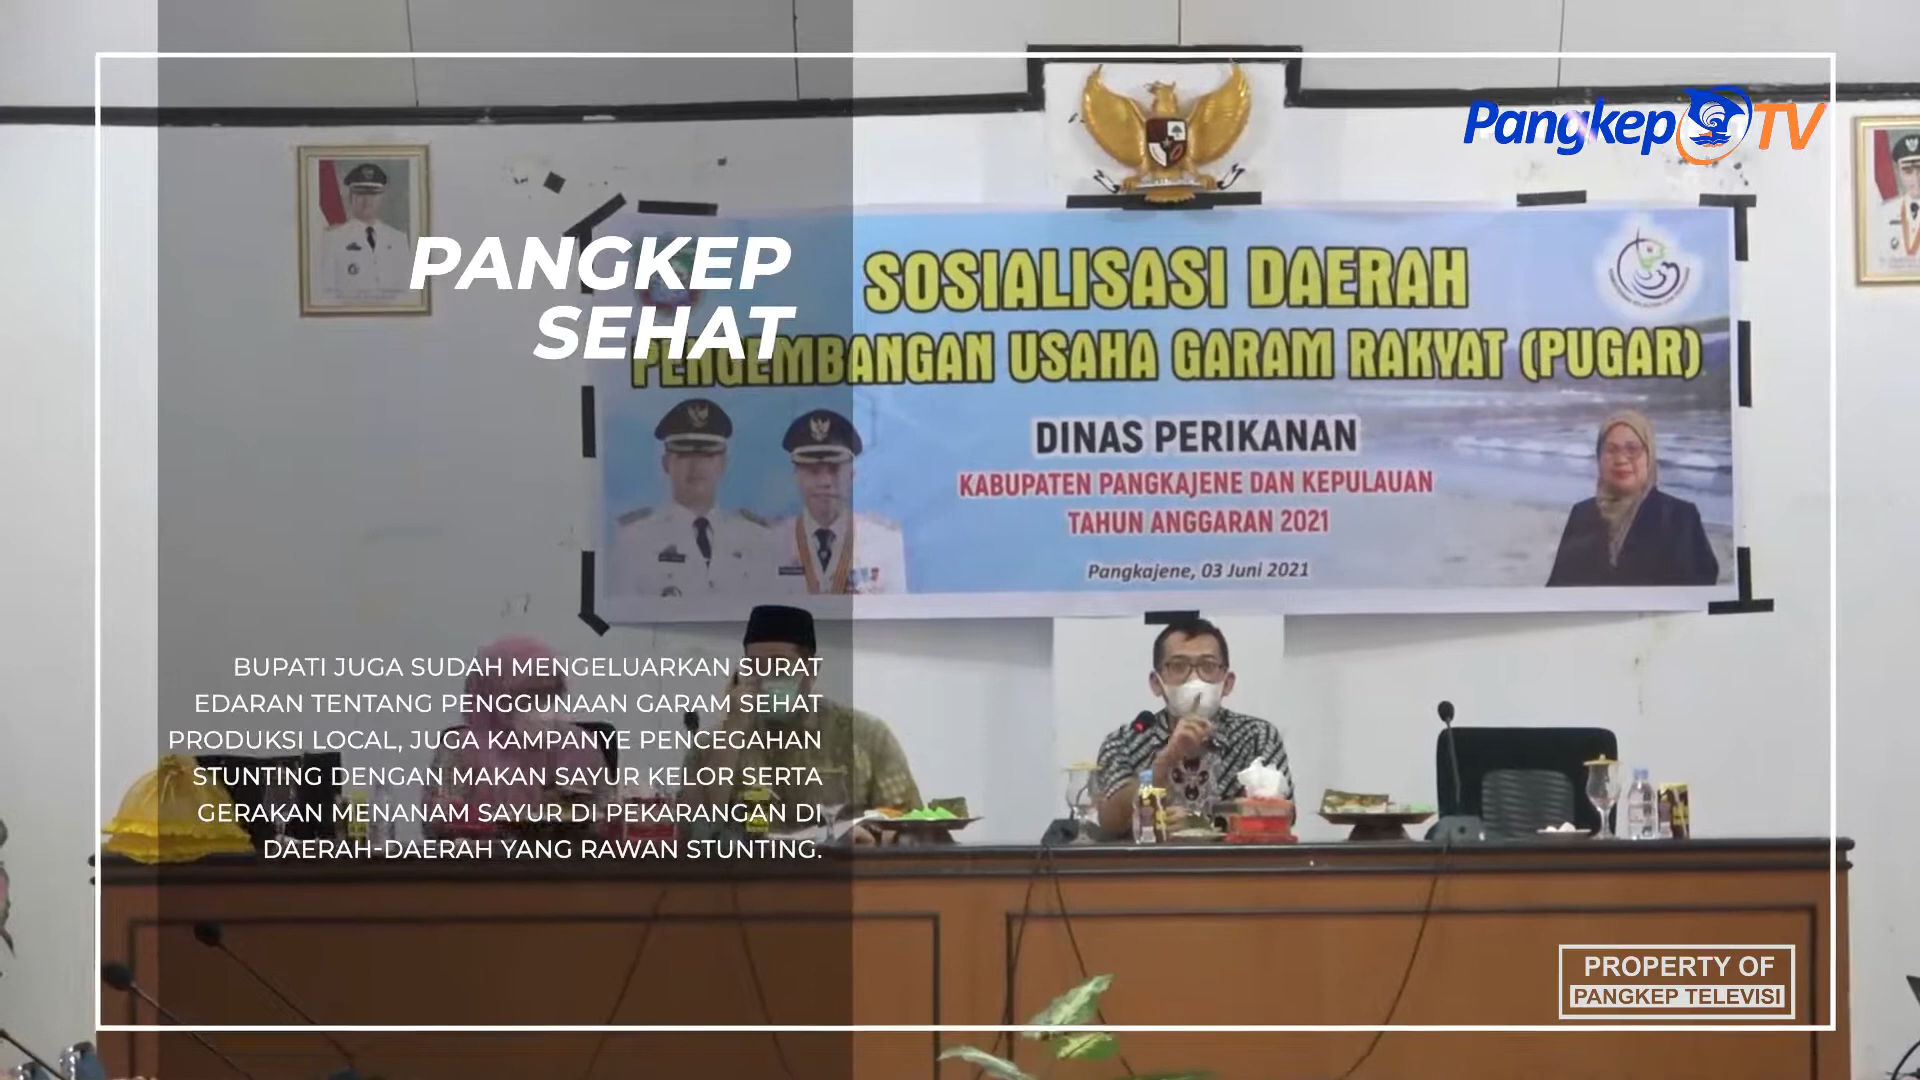 Pangkep TV
PANGKEP
SEHAT
SOSIALISASI DAERAH
PENGEMBANGAN USAHA GARAM RAKYAT (PUGAR)
DINAS PERIKANAN
KABUPATEN PANGKAJENE DAN KEPULAUAN
TAHUN ANGGARAN 2021
Pangkajene, 03 Juni 2021
BUPATI JUGA SUDAH MENGELUARKAN SURAT
EDARAN TENTANG PENGGUNAAN GARAM SEHAT
PRODUKSI LOCAL, JUGA KAMPANYE PENCEGAHAN
STUNTING DENGAN MAKAN SAYUR KELOR SERTA
GERAKAN MENANAM SAYUR DI PEKARANGAN DI
DAERAH-DAERAH YANG RAWAN STUNTING.
PROPERTY OF
PANGKEP TELEVISI